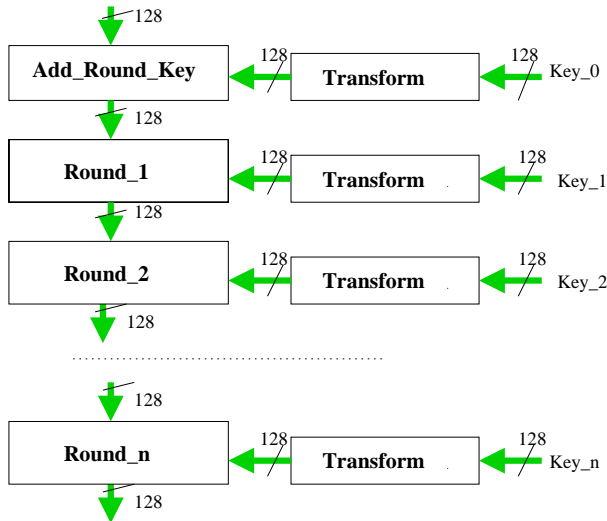 128
Add_Round_Key
128
Transform
128
Key_0
128
Round_1
128
Transform
128
Key_1
128
Round_2
128
Transform
128
Key_2
128
128
Round_n
128
Transform
128
Key_n
128